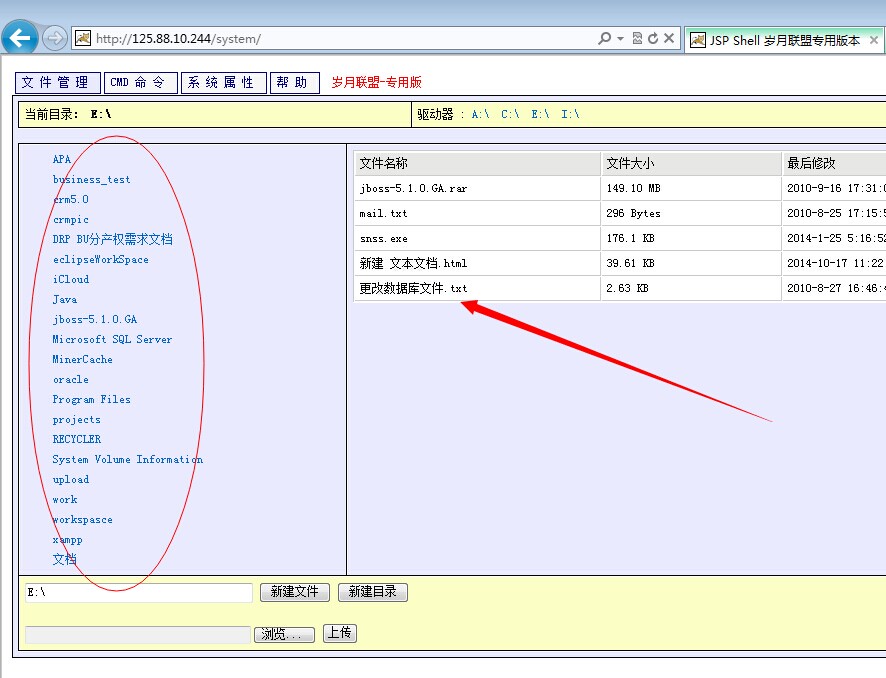 http://125.88.10.244/system/
JSP Shell 岁月联盟专用版本
文件管理 CMD 命令 系统属性 帮助 岁月联盟-专用版
当前目录: E:\ 驱动器 : A:\ C:\ E:\ I:\
APA
business_test
crm5.0
crmpic
DRP BU分产权需求文档
eclipseWorkSpace
iCloud
Java
jboss-5.1.0.GA
Microsoft SQL Server
MinerCache
oracle
Program Files
projects
RECYCLER
System Volume Information
upload
work
workspasce
xampp
文档
文件名称 文件大小 最后修改
jboss-5.1.0.GA.rar 149.10 MB 2010-9-16 17:31:0
mail.txt 296 Bytes 2010-8-25 17:15:5
snss.exe 176.1 KB 2014-1-25 5:16:52
新建 文本文档.html 39.61 KB 2014-10-17 11:22
更改数据库文件.txt 2.63 KB 2010-8-27 16:46:4
E:\ 新建文件 新建目录
浏览... 上传